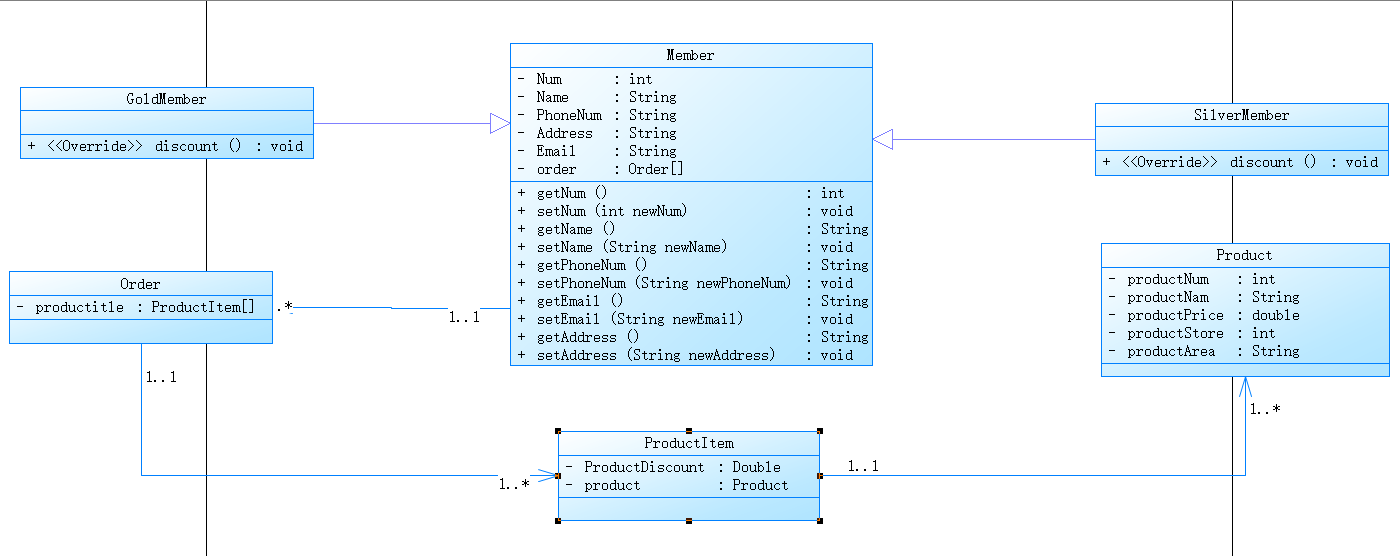 Member
- Num : int
- Name : String
- PhoneNum : String
- Address : String
- Email : String
- order : Order[]
+ getNum () : int
+ setNum (int newNum) : void
+ getName () : String
+ setName (String newName) : void
+ getPhoneNum () : String
+ setPhoneNum (String newPhoneNum) : void
+ getEmail () : String
+ setEmail (String newEmail) : void
+ getAddress () : String
+ setAddress (String newAddress) : void
GoldMember
+ <<Override>> discount () : void
SilverMember
+ <<Override>> discount () : void
Order
- productitle : ProductItem[]
.*
1..1
Product
- productNum : int
- productNam : String
- productPrice : double
- productStore : int
- productArea : String
1..1
1..*
ProductItem
- ProductDiscount : Double
- product : Product
1..1
1..*